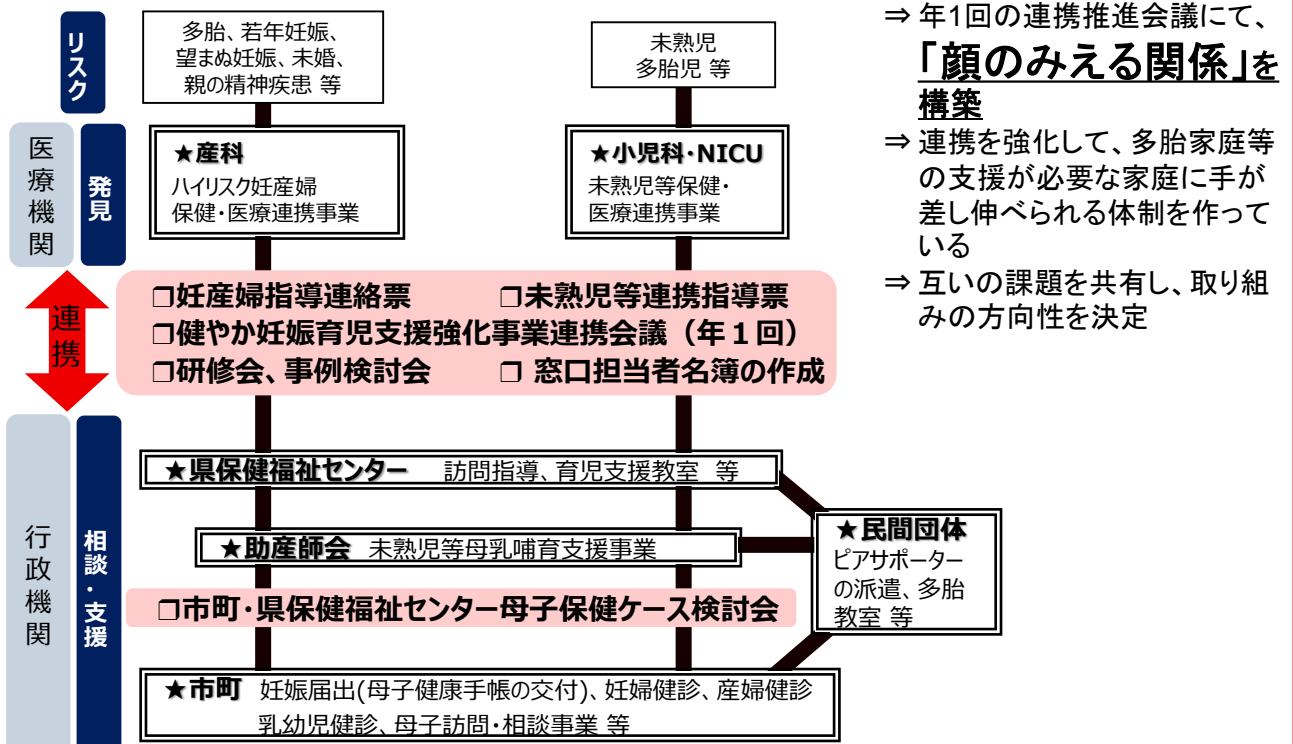 リスク
多胎、若年妊娠、
望まぬ妊娠、未婚、
親の精神疾患 等
未熟児
多胎児 等
医療機関
発見
★産科
ハイリスク妊産婦
保健・医療連携事業
★小児科・NICU
未熟児等保健・
医療連携事業
連携
□妊産婦指導連絡票 □未熟児等連携指導票
□健やか妊娠育児支援強化事業連携会議（年１回）
□研修会、事例検討会 □ 窓口担当者名簿の作成
行政機関
相談・支援
★県保健福祉センター 訪問指導、育児支援教室 等
★助産師会 未熟児等母乳哺育支援事業
□市町・県保健福祉センター母子保健ケース検討会
★市町 妊娠届出(母子健康手帳の交付)、妊婦健診、産婦健診
乳幼児健診、母子訪問・相談事業 等
★民間団体
ピアサポーター
の派遣、多胎
教室 等
⇒ 年1回の連携推進会議にて、
「顔のみえる関係」を
構築
⇒ 連携を強化して、多胎家庭等
の支援が必要な家庭に手が
差し伸べられる体制を作って
いる
⇒ 互いの課題を共有し、取り組
みの方向性を決定